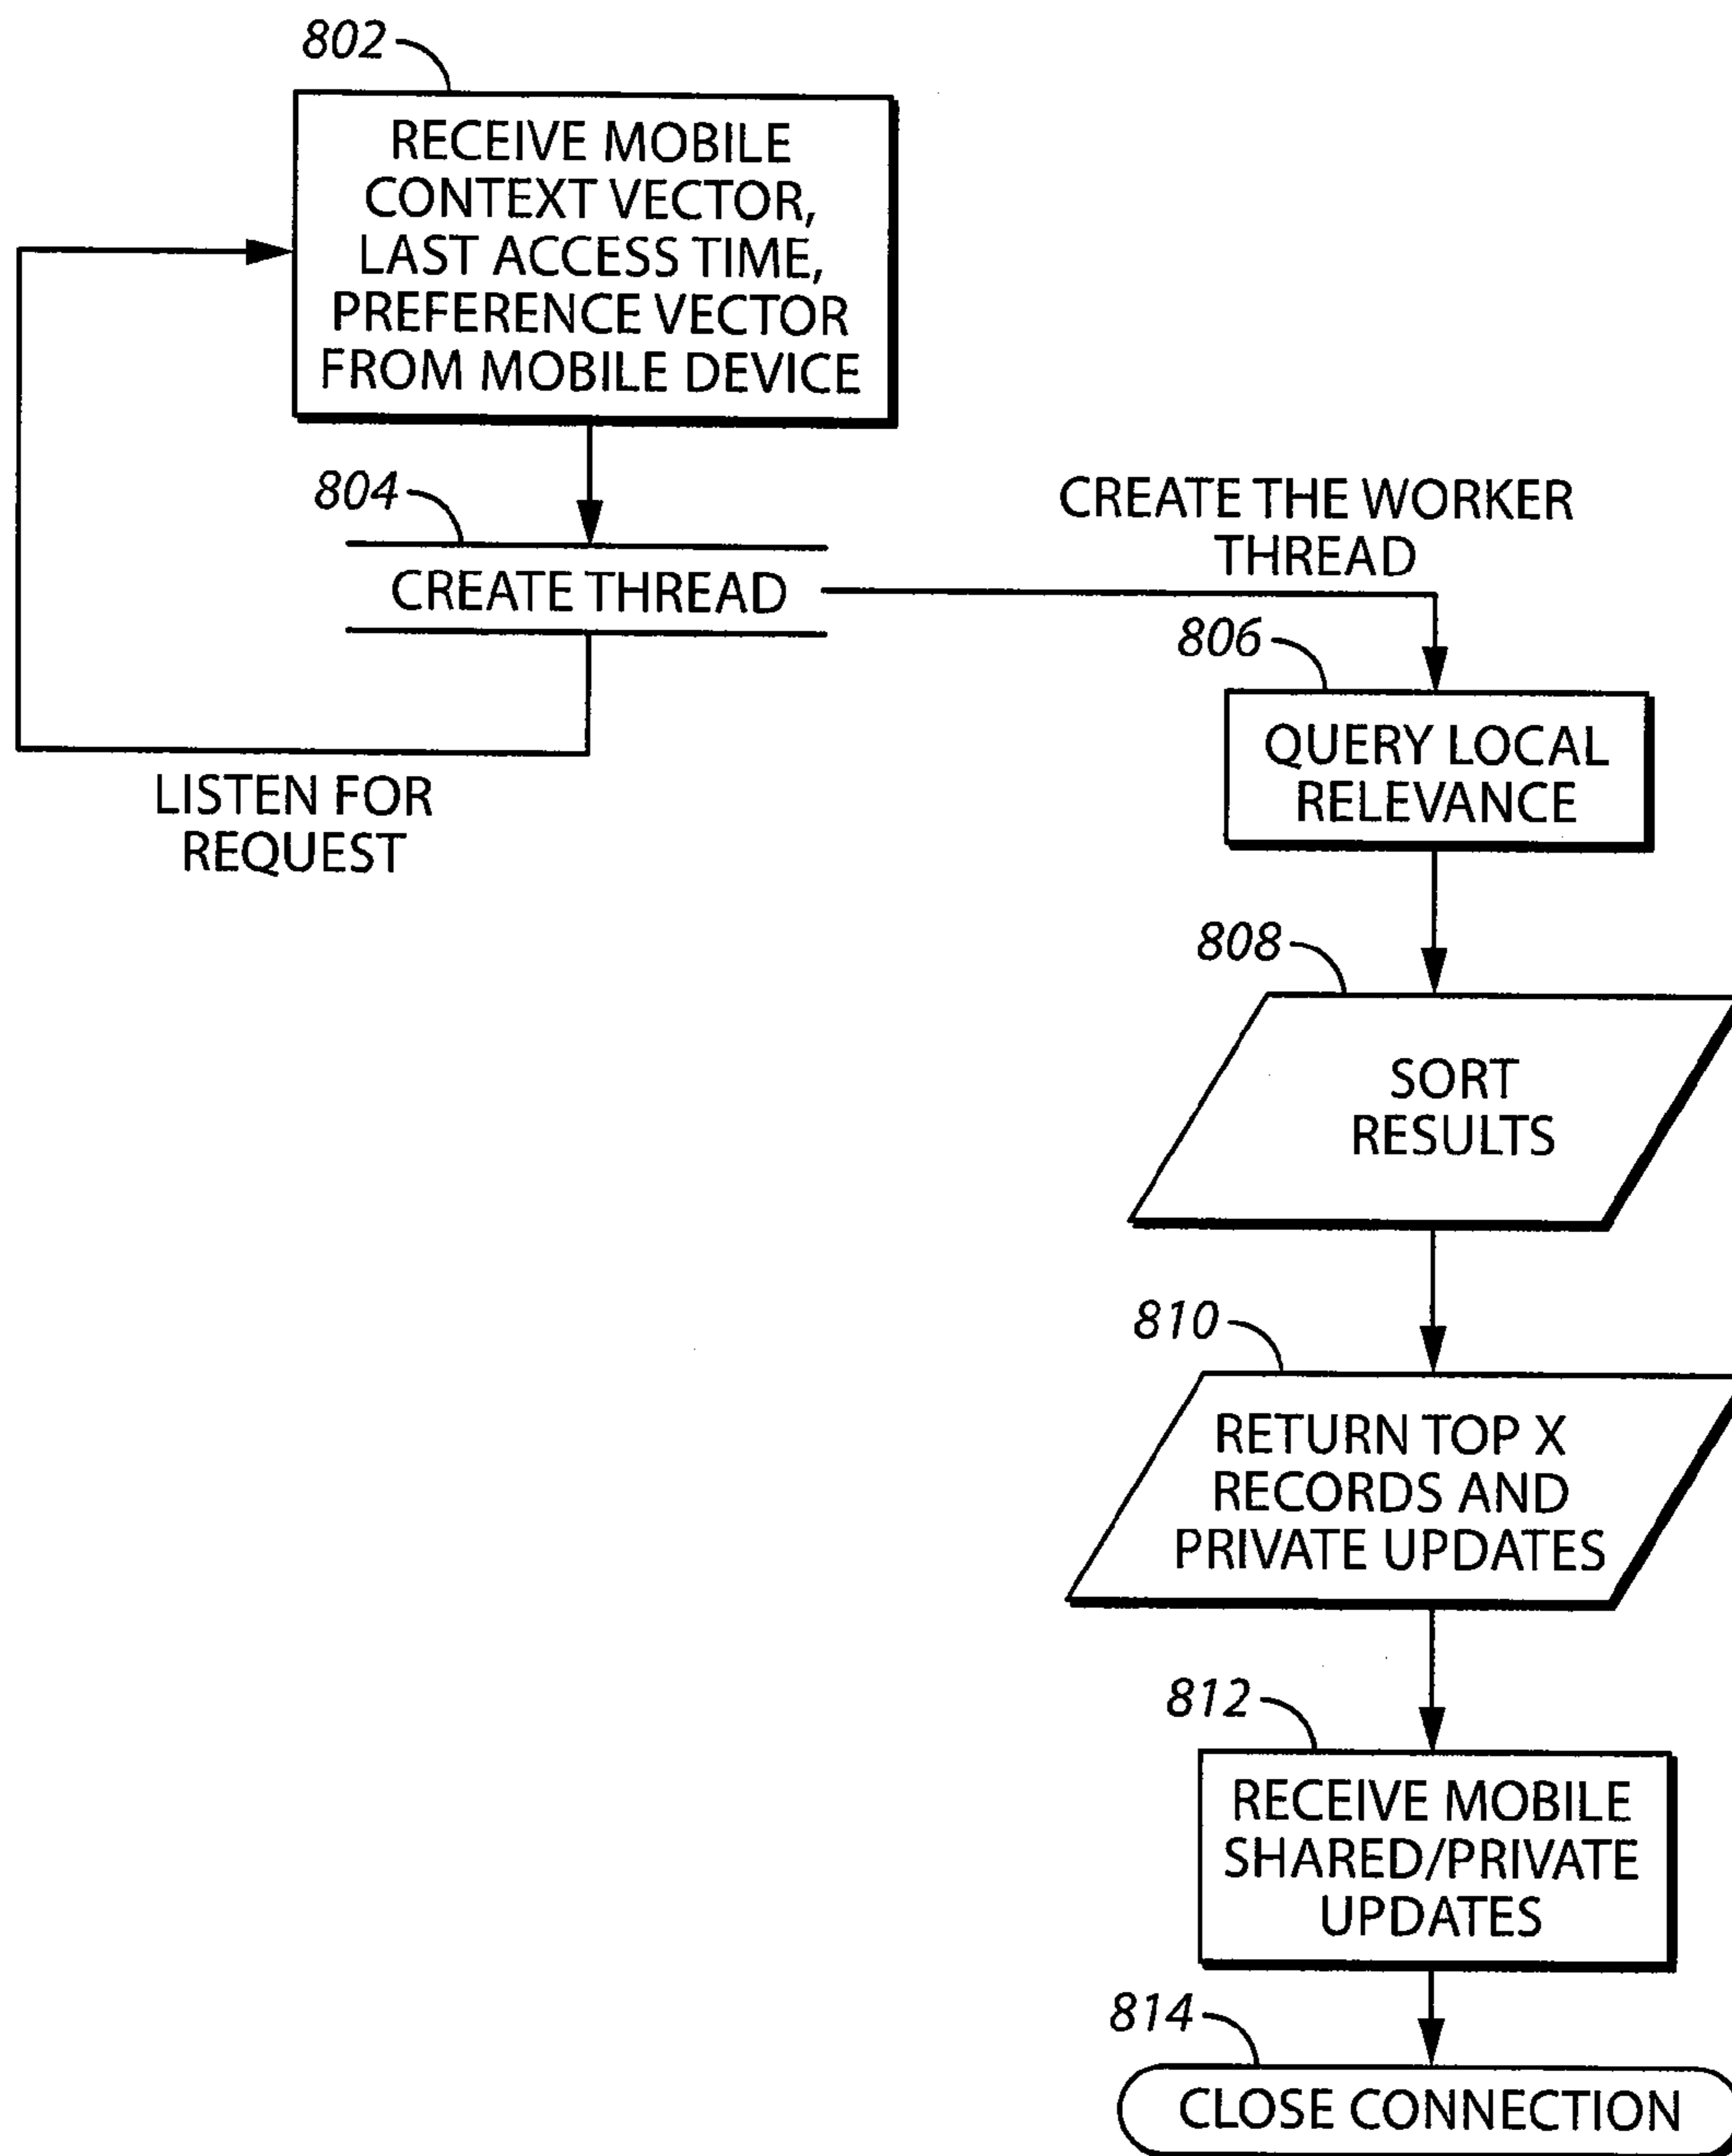 802
RECEIVE MOBILE
CONTEXT VECTOR,
LAST ACCESS TIME,
PREFERENCE VECTOR
FROM MOBILE DEVICE
804
CREATE THREAD
LISTEN FOR
REQUEST
CREATE THE WORKER
THREAD
806
QUERY LOCAL
RELEVANCE
808
SORT
RESULTS
810
RETURN TOP X
RECORDS AND
PRIVATE UPDATES
812
RECEIVE MOBILE
SHARED/PRIVATE
UPDATES
814
CLOSE CONNECTION